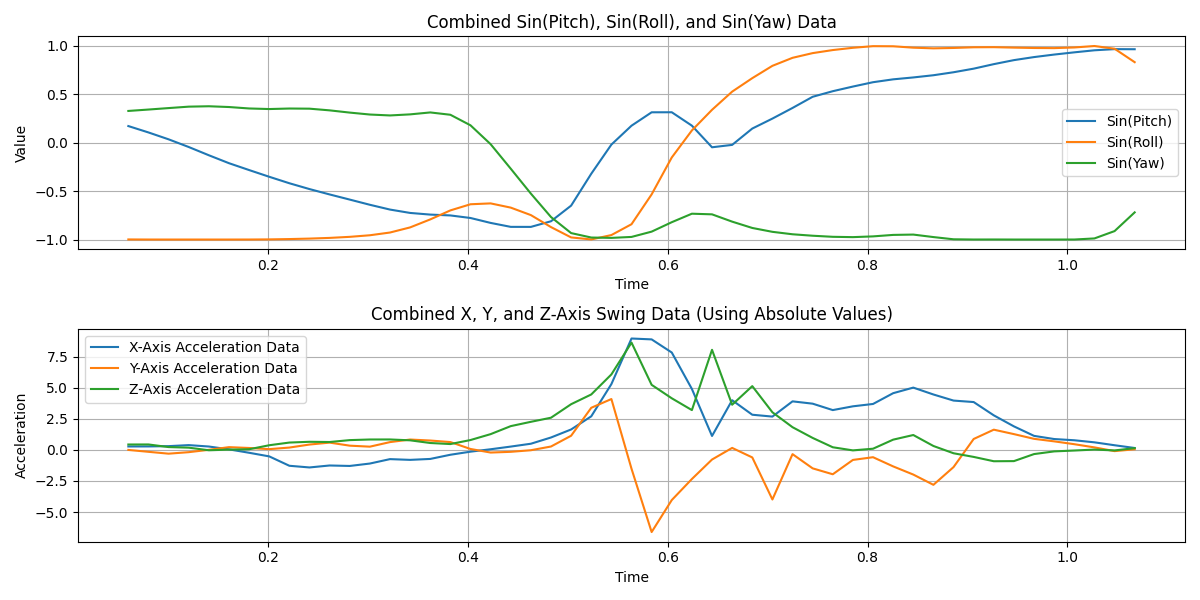 Combined Sin(Pitch), Sin(Roll), and Sin(Yaw) Data
Value
1.0
0.5
0.0
−0.5
−1.0
Sin(Pitch)
Sin(Roll)
Sin(Yaw)
0.2 0.4 0.6 0.8 1.0
Time
Combined X, Y, and Z-Axis Swing Data (Using Absolute Values)
Acceleration
7.5
5.0
2.5
0.0
−2.5
−5.0
X-Axis Acceleration Data
Y-Axis Acceleration Data
Z-Axis Acceleration Data
0.2 0.4 0.6 0.8 1.0
Time